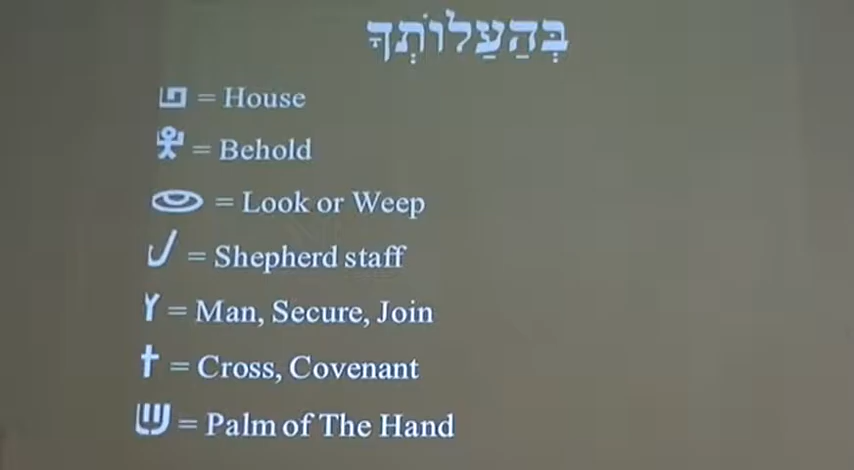 בְּהַעֲלוֹתְךָ
= House
= Behold
= Look or Weep
= Shepherd staff
= Man, Secure, Join
= Cross, Covenant
= Palm of The Hand